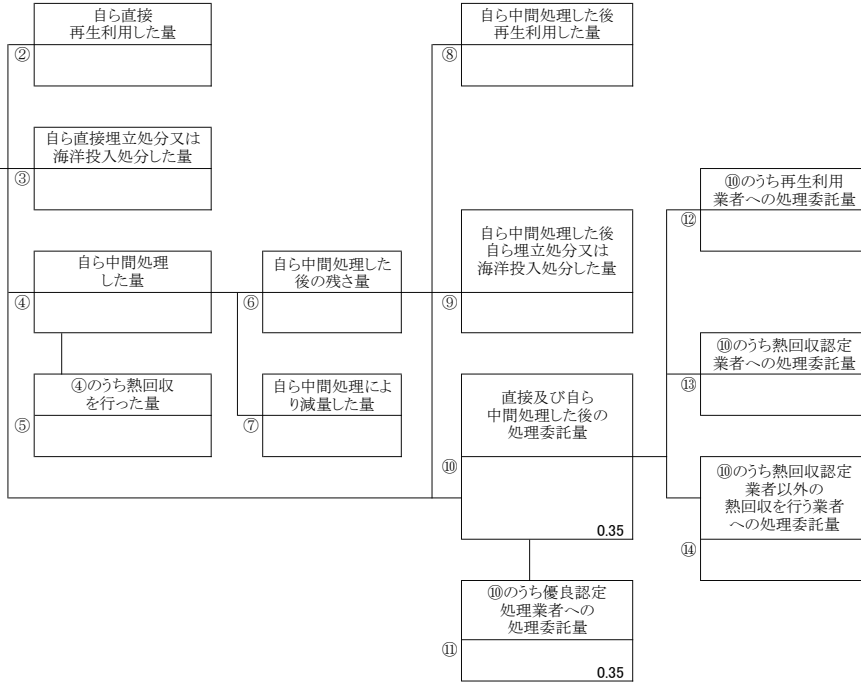 自ら直接
再生利用した量
②
自ら中間処理した後
再生利用した量
⑧
自ら直接埋立処分又は
海洋投入処分した量
③
⑩のうち再生利用
業者への処理委託量
⑫
自ら中間処理
した量
④
自ら中間処理した
後の残さ量
⑥
自ら中間処理した後
自ら埋立処分又は
海洋投入処分した量
⑨
⑩のうち熱回収認定
業者への処理委託量
⑬
④のうち熱回収
を行った量
⑤
自ら中間処理によ
り減量した量
⑦
直接及び自ら
中間処理した後の
処理委託量
⑩
0.35
⑩のうち熱回収認定
業者以外の
熱回収を行う業者
への処理委託量
⑭
⑩のうち優良認定
処理業者への
処理委託量
⑪
0.35